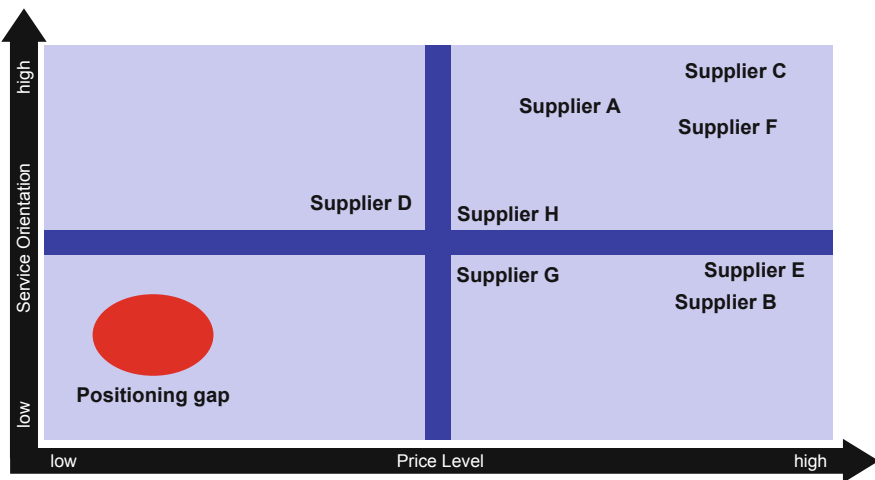 high
Supplier C
Supplier A
Supplier F
Service Orientation
Supplier D
Supplier H
Supplier G
Supplier E
Supplier B
Positioning gap
low
low
Price Level
high